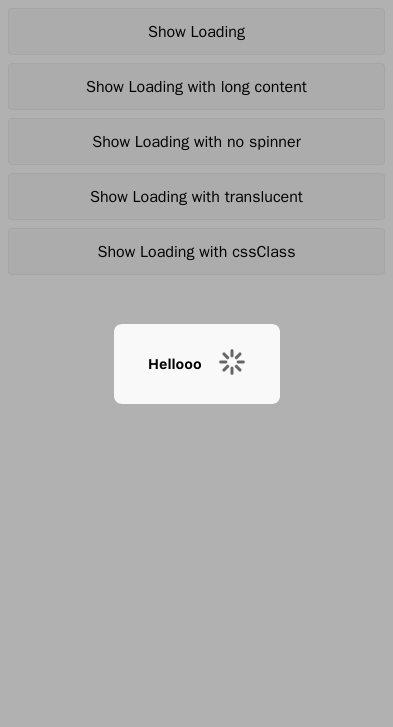 Show Loading
Show Loading with long content
Show Loading with no spinner
Show Loading with translucent
Show Loading with cssClass
Hellooo